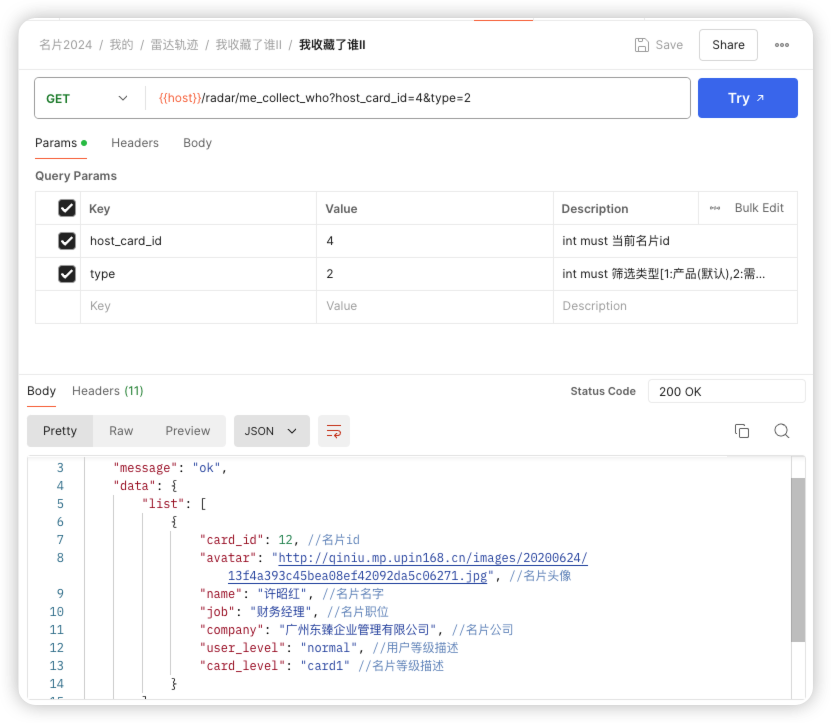 名片2024 / 我的 / 雷达轨迹 / 我收藏了谁II / 我收藏了谁II
Save Share
GET {{host}}/radar/me_collect_who?host_card_id=4&type=2 Try ↗
Params Headers Body
Query Params
Key Value Description Bulk Edit
host_card_id 4 int must 当前名片id
type 2 int must 筛选类型[1:产品(默认),2:需...
Key Value Description
Body Headers (11) Status Code 200 OK
Pretty Raw Preview JSON
3 "message": "ok",
4 "data": {
5 "list": [
6 {
7 "card_id": 12, //名片id
8 "avatar": "http://qiniu.mp.upin168.cn/images/20200624/
13f4a393c45bea08ef42092da5c06271.jpg", //名片头像
9 "name": "许昭红", //名片名字
10 "job": "财务经理", //名片职位
11 "company": "广州东臻企业管理有限公司", //名片公司
12 "user_level": "normal", //用户等级描述
13 "card_level": "card1" //名片等级描述
14 }